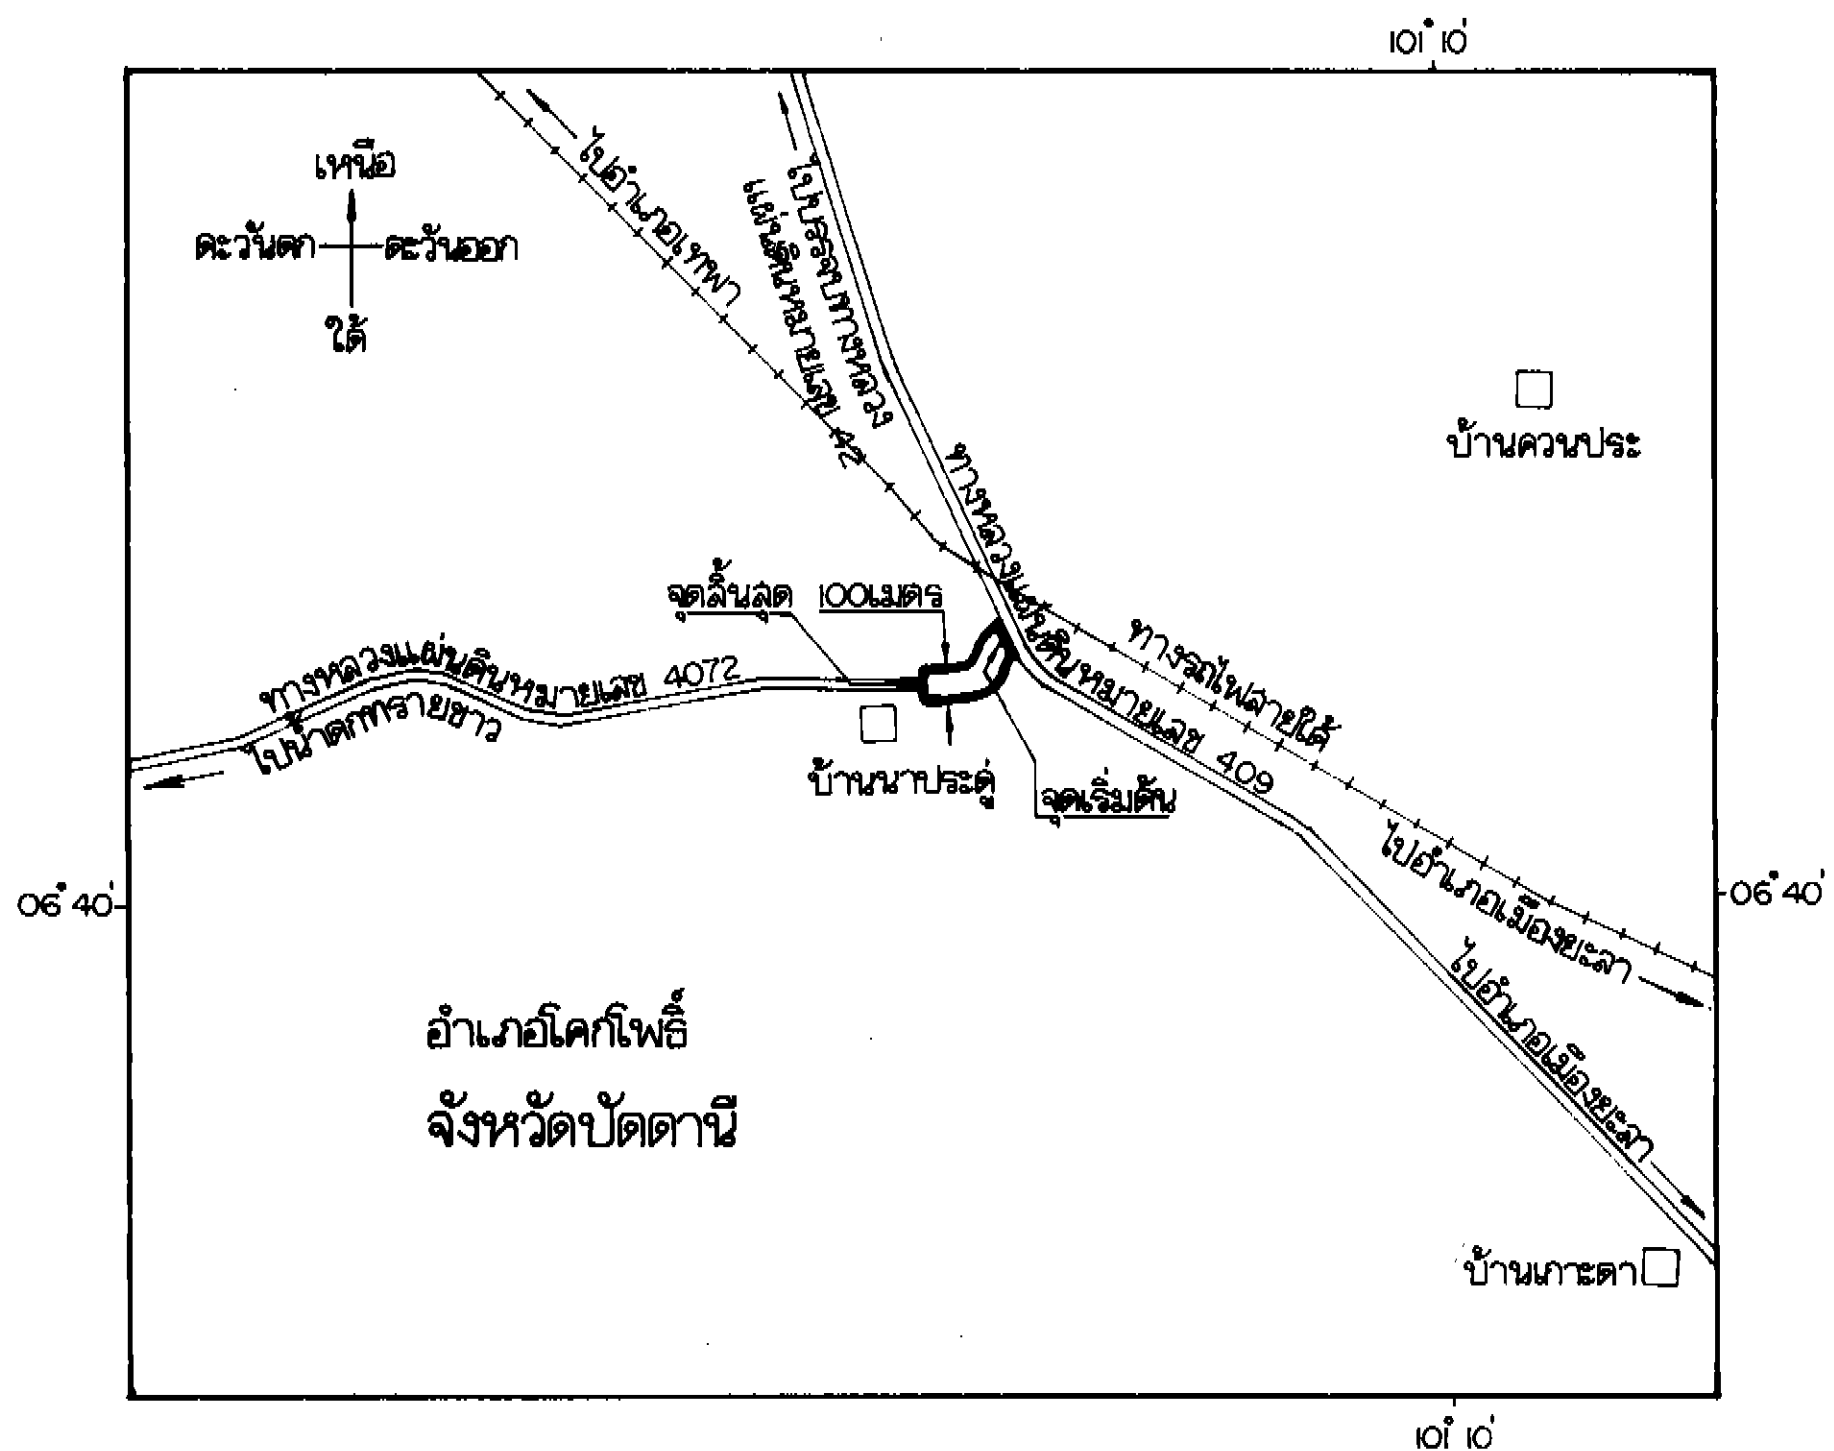 101° 10'
เหนือ
ตะวันตก
ตะวันออก
ใต้
ไปอำเภอเทพา
ไปบรรจบทางหลวง
แผ่นดินหมายเลข 42
บ้านควนประ
ทางหลวงแผ่นดินหมายเลข 409
จุดสิ้นสุด
100เมตร
ทางรถไฟสายใต้
ทางหลวงแผ่นดินหมายเลข 4072
ไปน้ำตกทรายขาว
บ้านนาประดู่
จุดเริ่มต้น
ไปอำเภอเมืองยะลา
06° 40'
06° 40'
ไปอำเภอเมืองยะลา
อำเภอโคกโพธิ์
จังหวัดปัตตานี
บ้านเกาะตา
101° 10'